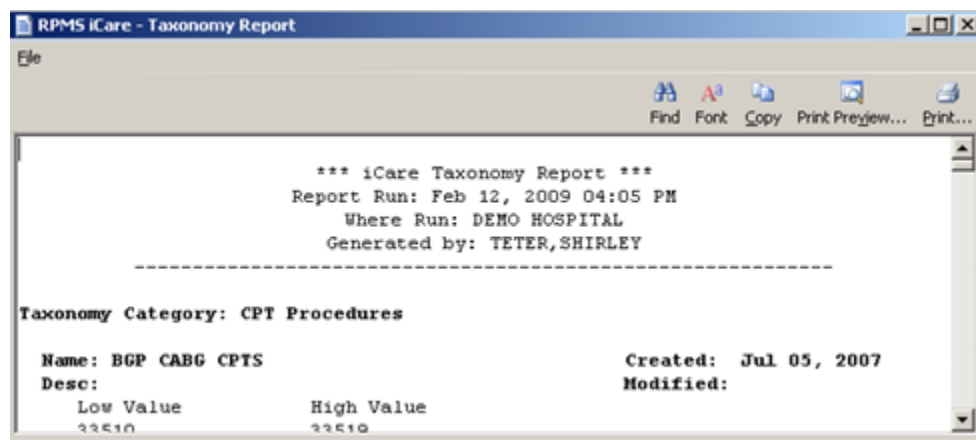 RPMS iCare - Taxonomy Report
File
Find Font Copy Print Preview... Print...
*** iCare Taxonomy Report ***
Report Run: Feb 12, 2009 04:05 PM
Where Run: DEMO HOSPITAL
Generated by: TETER,SHIRLEY
------------------------------------------------------------
Taxonomy Category: CPT Procedures
Name: BGP CABG CPTS Created: Jul 05, 2007
Desc: Modified:
Low Value High Value
33510 33519